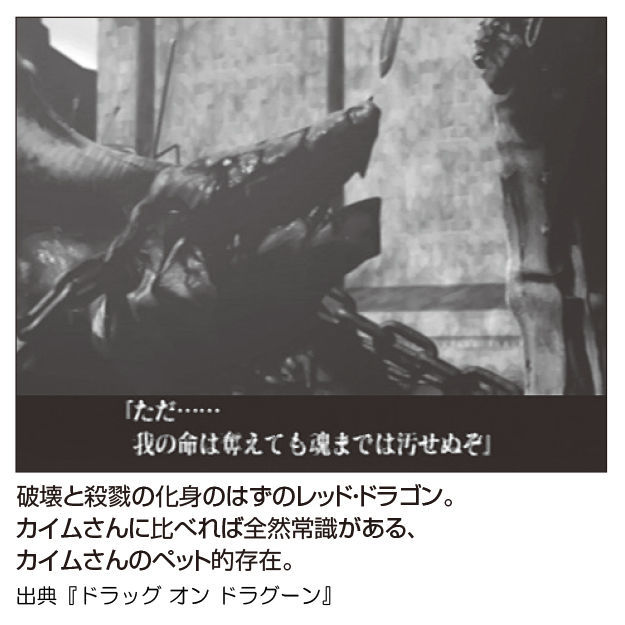 「ただ……
我の命は奪えても魂までは汚せぬぞ」
破壊と殺戮の化身のはずのレッド・ドラゴン。
カイムさんに比べれば全然常識がある、
カイムさんのペット的存在。
出典『ドラッグ オン ドラグーン』